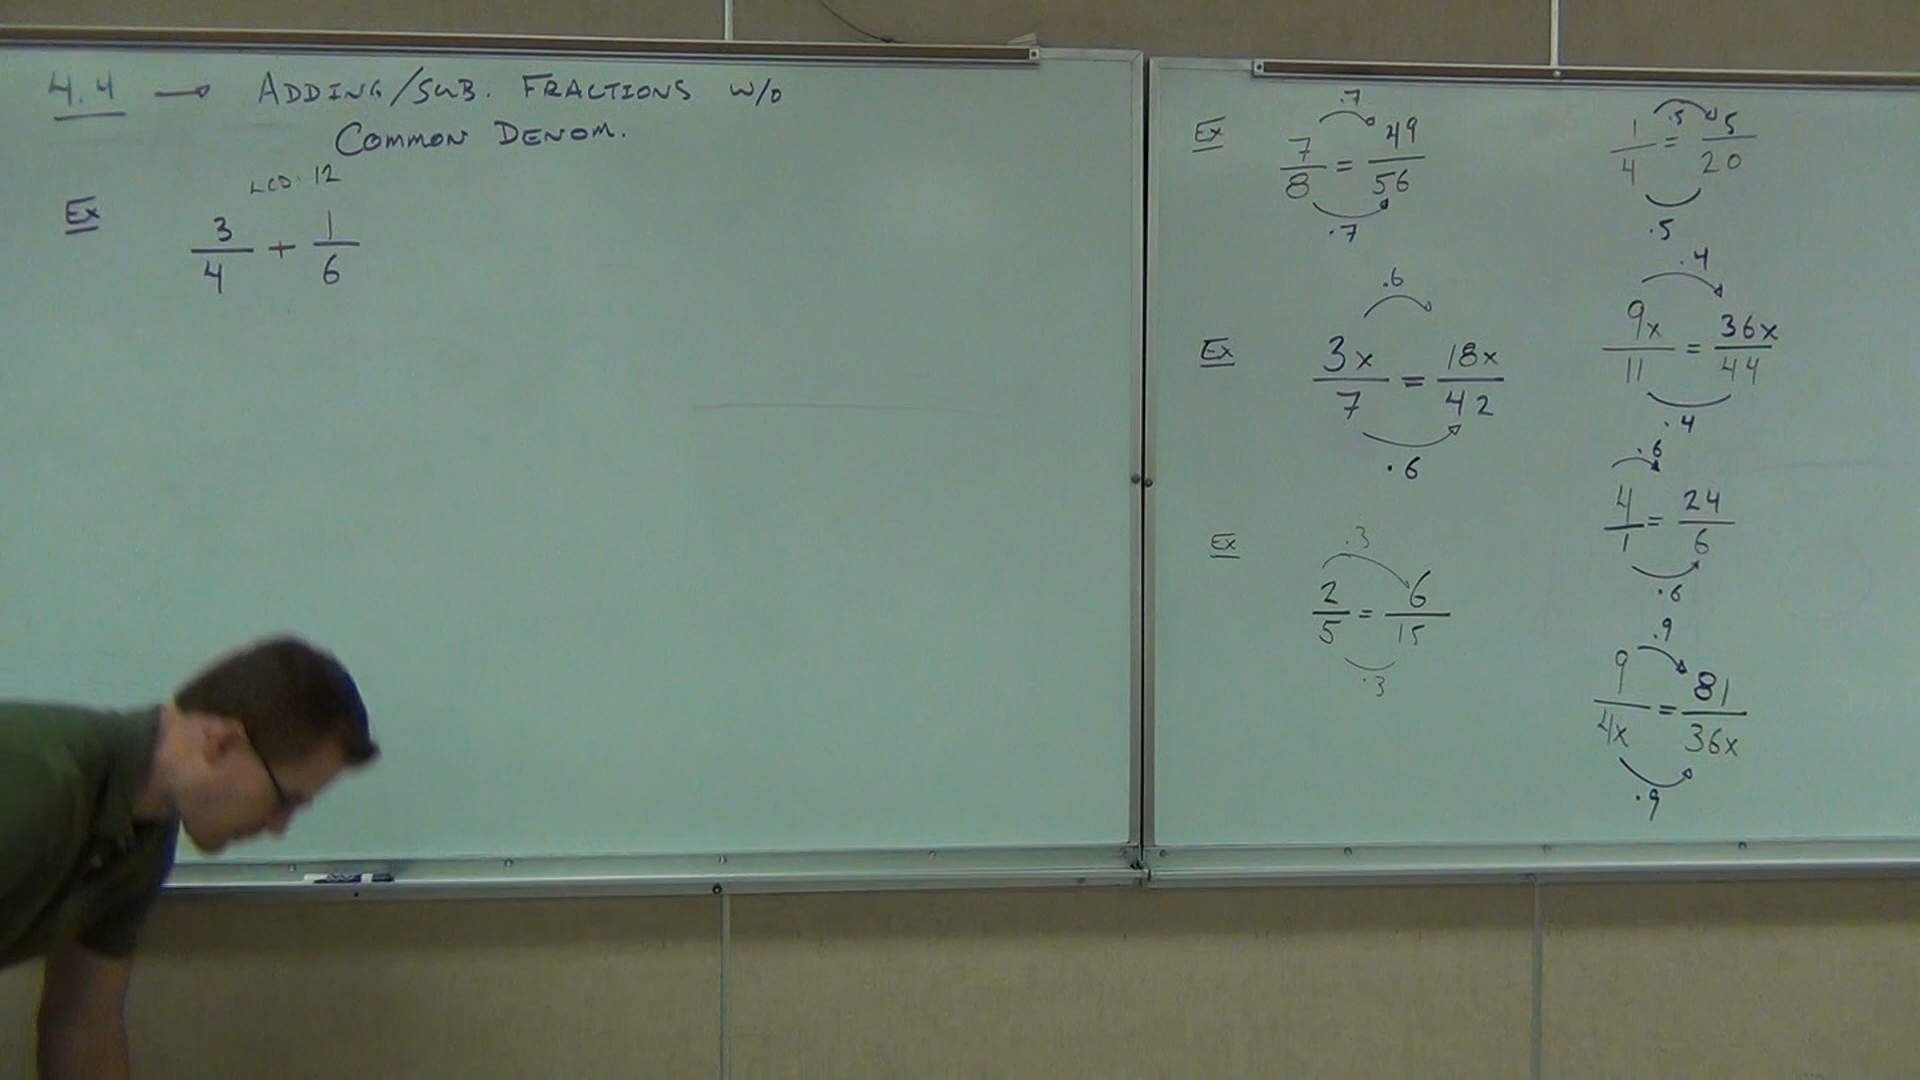 4.4 → ADDING/SUB. FRACTIONS W/O
COMMON DENOM.
LCD: 12
Ex 3/4 + 1/6
Ex ·7 7/8 = 49/56 ·7
·5 1/4 = 5/20 ·5
Ex ·6 3x/7 = 18x/42 ·6
·4 9x/11 = 36x/44 ·4
·6 4/1 = 24/6 ·6
Ex ·3 2/5 = 6/15 ·3
·9 9/4x = 81/36x ·9